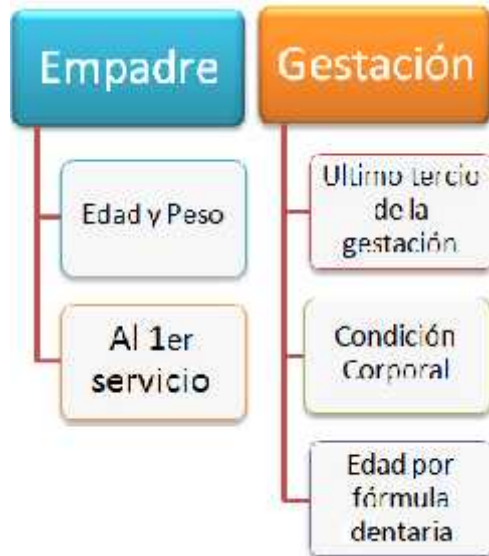 Empadre
Edad y Peso
Al 1er
servicio
Gestación
Ultimo tercio
de la
gestación
Condición
Corporal
Edad por
fórmula
dentaria